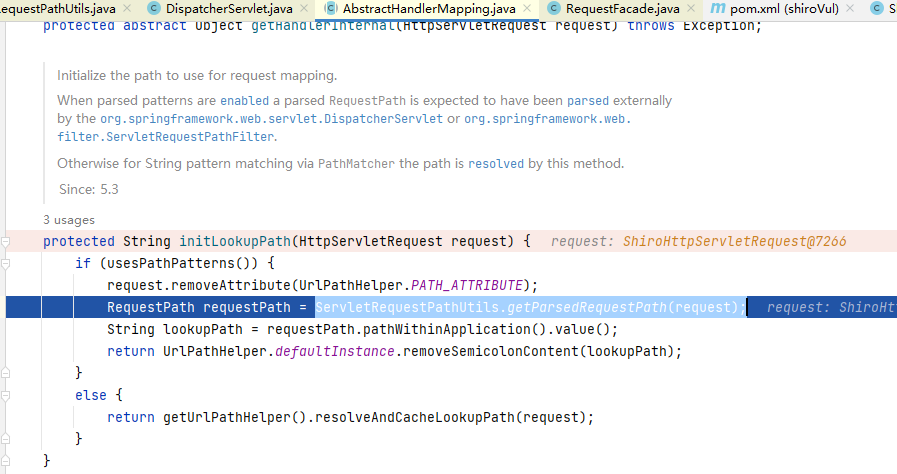 equestPathUtils.java DispatcherServlet.java AbstractHandlerMapping.java RequestFacade.java pom.xml (shiroVul) S
protected abstract Object getHandlerInternal(HttpServletRequest request) throws Exception;
Initialize the path to use for request mapping.
When parsed patterns are enabled a parsed RequestPath is expected to have been parsed externally
by the org.springframework.web.servlet.DispatcherServlet or org.springframework.web.
filter.ServletRequestPathFilter.
Otherwise for String pattern matching via PathMatcher the path is resolved by this method.
Since: 5.3
3 usages
protected String initLookupPath(HttpServletRequest request) { request: ShiroHttpServletRequest@7266
if (usesPathPatterns()) {
request.removeAttribute(UrlPathHelper.PATH_ATTRIBUTE);
RequestPath requestPath = ServletRequestPathUtils.getParsedRequestPath(request); request: ShiroHt
String lookupPath = requestPath.pathWithinApplication().value();
return UrlPathHelper.defaultInstance.removeSemicolonContent(lookupPath);
}
else {
return getUrlPathHelper().resolveAndCacheLookupPath(request);
}
}